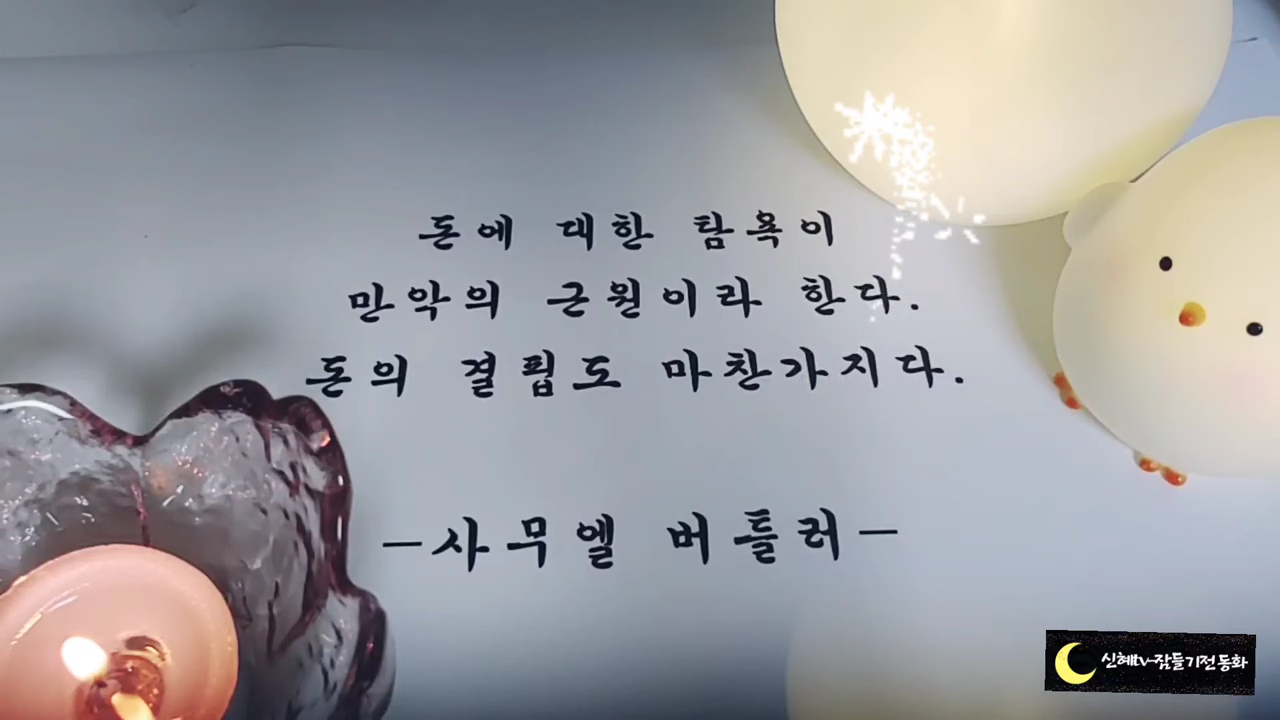 돈에 대한 탐욕이
만악의 근원이라 한다.
돈의 결핍도 마찬가지다.
-사무엘 버틀러-
신혜tv-잠들기전 동화